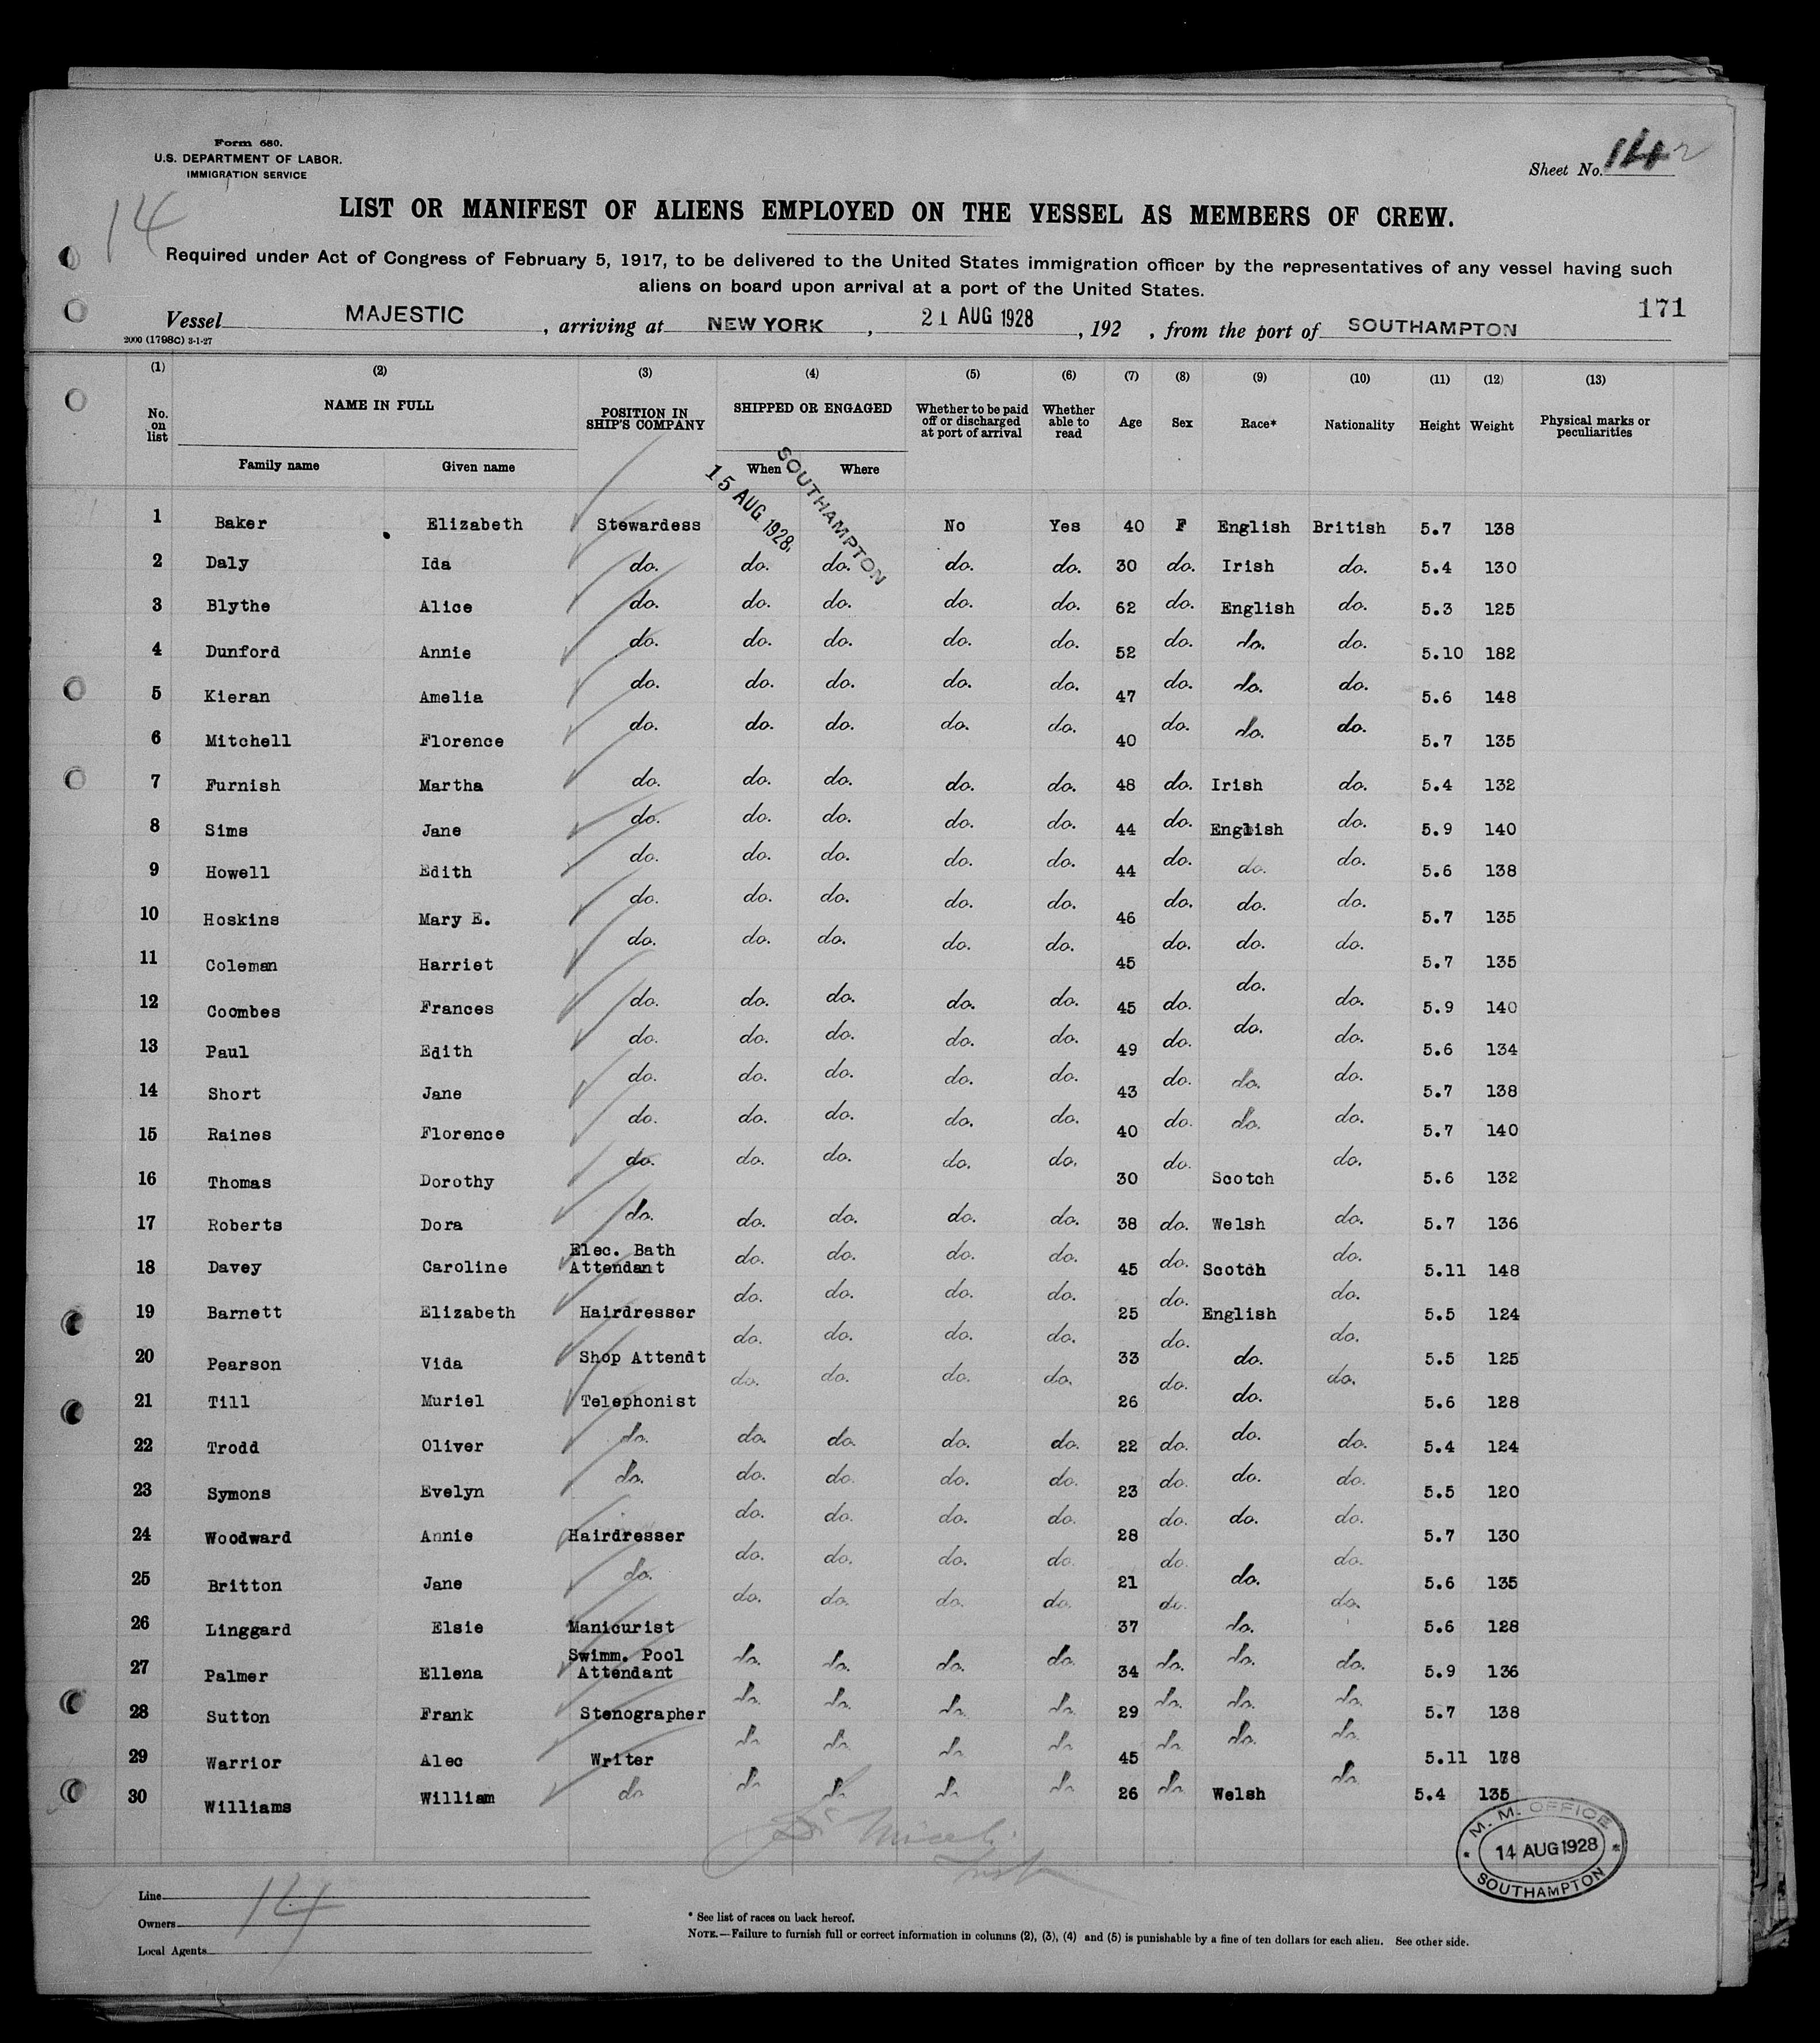 Form 680.
U.S. DEPARTMENT OF LABOR.
IMMIGRATION SERVICE
Sheet No. 14
14
LIST OR MANIFEST OF ALIENS EMPLOYED ON THE VESSEL AS MEMBERS OF CREW.
Required under Act of Congress of February 5, 1917, to be delivered to the United States immigration officer by the representatives of any vessel having such
aliens on board upon arrival at a port of the United States.
171
Vessel MAJESTIC, arriving at NEW YORK, 21 AUG 1928, 192 , from the port of SOUTHAMPTON
2000 (1798C) 3-1-27
(1) (2) (3) (4) (5) (6) (7) (8) (9) (10) (11) (12) (13)
No. on list NAME IN FULL POSITION IN SHIP'S COMPANY SHIPPED OR ENGAGED Whether to be paid off or discharged at port of arrival Whether able to read Age Sex Race* Nationality Height Weight Physical marks or peculiarities
Family name Given name When Where
15 AUG 1928, SOUTHAMPTON
1 Baker Elizabeth Stewardess No Yes 40 F English British 5.7 138
2 Daly Ida do. do. do. do. do. 30 do. Irish do. 5.4 130
3 Blythe Alice do. do. do. do. do. 62 do. English do. 5.3 125
4 Dunford Annie do. do. do. do. do. 52 do. do. do. 5.10 182
5 Kieran Amelia do. do. do. do. do. 47 do. do. do. 5.6 148
6 Mitchell Florence do. do. do. do. do. 40 do. do. do. 5.7 135
7 Furnish Martha do. do. do. do. do. 48 do. Irish do. 5.4 132
8 Sims Jane do. do. do. do. do. 44 do. English do. 5.9 140
9 Howell Edith do. do. do. do. do. 44 do. do. do. 5.6 138
10 Hoskins Mary E. do. do. do. do. do. 46 do. do. do. 5.7 135
11 Coleman Harriet do. do. do. do. do. 45 do. do. do. 5.7 135
12 Coombes Frances do. do. do. do. do. 45 do. do. do. 5.9 140
13 Paul Edith do. do. do. do. do. 49 do. do. do. 5.6 134
14 Short Jane do. do. do. do. do. 43 do. do. do. 5.7 138
15 Raines Florence do. do. do. do. do. 40 do. do. do. 5.7 140
16 Thomas Dorothy do. do. do. do. do. 30 do. Scotch do. 5.6 132
17 Roberts Dora do. do. do. do. do. 38 do. Welsh do. 5.7 136
18 Davey Caroline Elec. Bath Attendant do. do. do. do. 45 do. Scotch do. 5.11 148
19 Barnett Elizabeth Hairdresser do. do. do. do. 25 do. English do. 5.5 124
20 Pearson Vida Shop Attendt do. do. do. do. 33 do. do. do. 5.5 125
21 Till Muriel Telephonist do. do. do. do. 26 do. do. do. 5.6 128
22 Trodd Oliver do. do. do. do. do. 22 do. do. do. 5.4 124
23 Symons Evelyn do. do. do. do. do. 23 do. do. do. 5.5 120
24 Woodward Annie Hairdresser do. do. do. do. 28 do. do. do. 5.7 130
25 Britton Jane do. do. do. do. do. 21 do. do. do. 5.6 135
26 Linggard Elsie Manicurist do. do. do. do. 37 do. do. do. 5.6 128
27 Palmer Ellena Swimm. Pool Attendant do. do. do. do. 34 do. do. do. 5.9 136
28 Sutton Frank Stenographer do. do. do. do. 29 do. do. do. 5.7 138
29 Warrior Alec Writer do. do. do. do. 45 do. do. do. 5.11 178
30 Williams William do do do do do 26 do Welsh do 5.4 135
M. M. OFFICE
14 AUG 1928
SOUTHAMPTON
Line
14
Owners
Local Agents
* See list of races on back hereof.
NOTE.—Failure to furnish full or correct information in columns (2), (3), (4) and (5) is punishable by a fine of ten dollars for each alien. See other side.